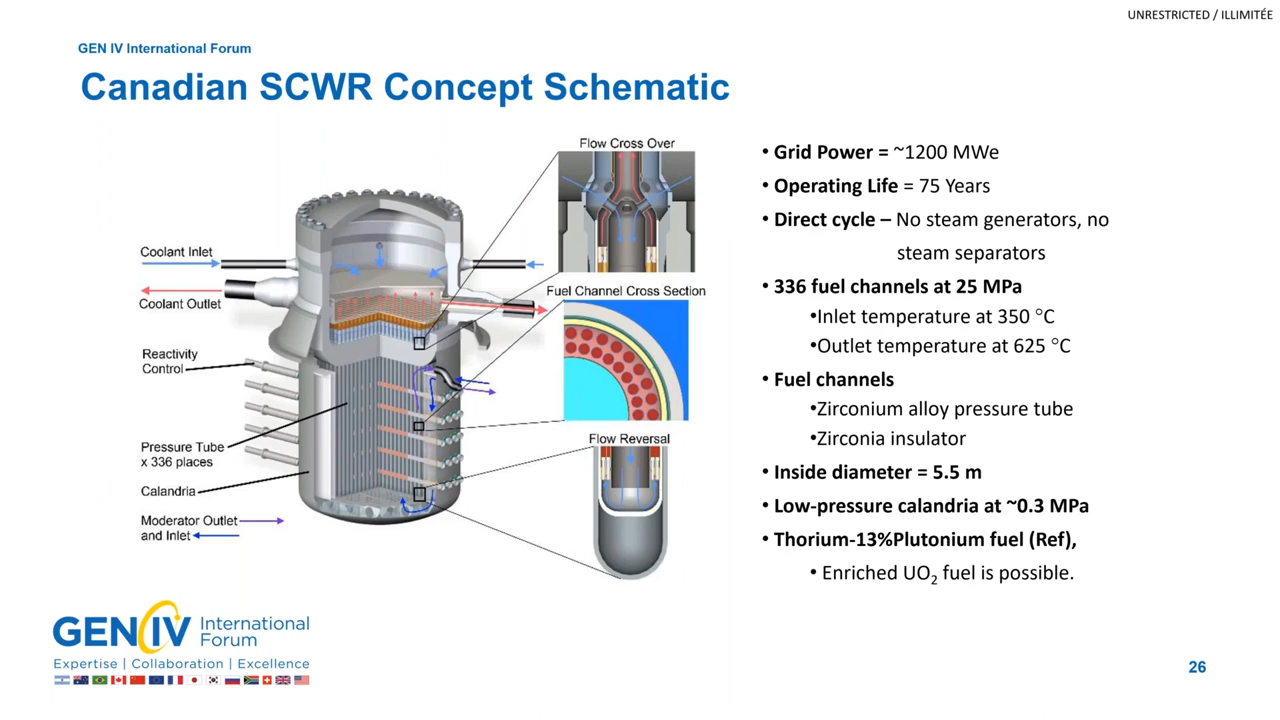 UNRESTRICTED / ILLIMITÉE
GEN IV International Forum
Canadian SCWR Concept Schematic
Flow Cross Over
Coolant Inlet
Coolant Outlet
Fuel Channel Cross Section
Reactivity
Control
Flow Reversal
Pressure Tube
x 336 places
Calandria
Moderator Outlet
and Inlet
• Grid Power = ~1200 MWe
• Operating Life = 75 Years
• Direct cycle – No steam generators, no
steam separators
• 336 fuel channels at 25 MPa
•Inlet temperature at 350 °C
•Outlet temperature at 625 °C
• Fuel channels
•Zirconium alloy pressure tube
•Zirconia insulator
• Inside diameter = 5.5 m
• Low-pressure calandria at ~0.3 MPa
• Thorium-13%Plutonium fuel (Ref),
• Enriched UO₂ fuel is possible.
GEN IV International
Forum
Expertise | Collaboration | Excellence
26